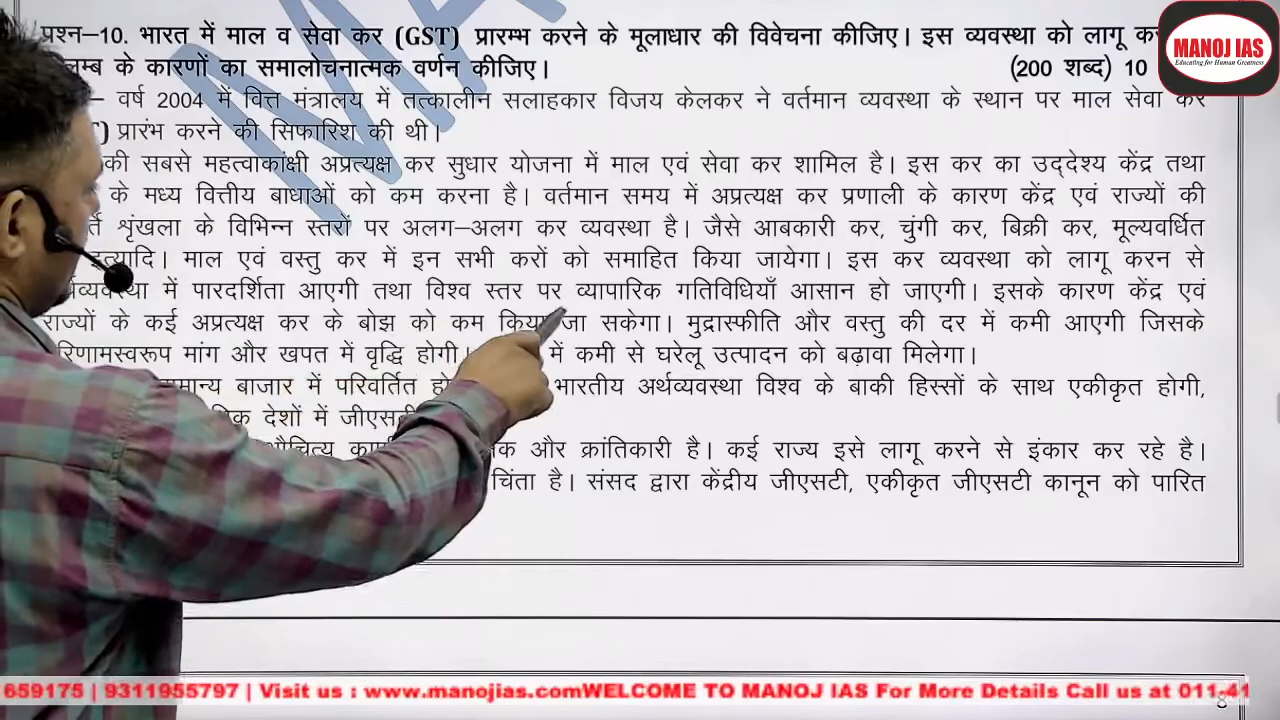 प्रश्न–10. भारत में माल व सेवा कर (GST) प्रारम्भ करने के मूलाधार की विवेचना कीजिए। इस व्यवस्था को लागू
के कारणों का समालोचनात्मक वर्णन कीजिए। (200 शब्द) 10
MANOJ IAS
Educating for Human Greatness
– वर्ष 2004 में वित्त मंत्रालय में तत्कालीन सलाहकार विजय केलकर ने वर्तमान व्यवस्था के स्थान पर माल सेवा कर
प्रारंभ करने की सिफारिश की थी।
की सबसे महत्वाकांक्षी अप्रत्यक्ष कर सुधार योजना में माल एवं सेवा कर शामिल है। इस कर का उद्देश्य केंद्र तथा
के मध्य वित्तीय बाधाओं को कम करना है। वर्तमान समय में अप्रत्यक्ष कर प्रणाली के कारण केंद्र एवं राज्यों की
शृंखला के विभिन्न स्तरों पर अलग–अलग कर व्यवस्था है। जैसे आबकारी कर, चुंगी कर, बिक्री कर, मूल्यवर्धित
इत्यादि। माल एवं वस्तु कर में इन सभी करों को समाहित किया जायेगा। इस कर व्यवस्था को लागू करन से
में पारदर्शिता आएगी तथा विश्व स्तर पर व्यापारिक गतिविधियाँ आसान हो जाएगी। इसके कारण केंद्र एवं
राज्यों के कई अप्रत्यक्ष कर के बोझ को कम किया जा सकेगा। मुद्रास्फीति और वस्तु की दर में कमी आएगी जिसके
मांग और खपत में वृद्धि होगी। में कमी से घरेलू उत्पादन को बढ़ावा मिलेगा।
बाजार में परिवर्तित भारतीय अर्थव्यवस्था विश्व के बाकी हिस्सों के साथ एकीकृत होगी,
देशों में
और क्रांतिकारी है। कई राज्य इसे लागू करने से इंकार कर रहे है।
चिंता है। संसद द्वारा केंद्रीय जीएसटी, एकीकृत जीएसटी कानून को पारित
659175 | 9311955797 | Visit us : www.manojias.comWELCOME TO MANOJ IAS For More Details Call us at 011-41
8